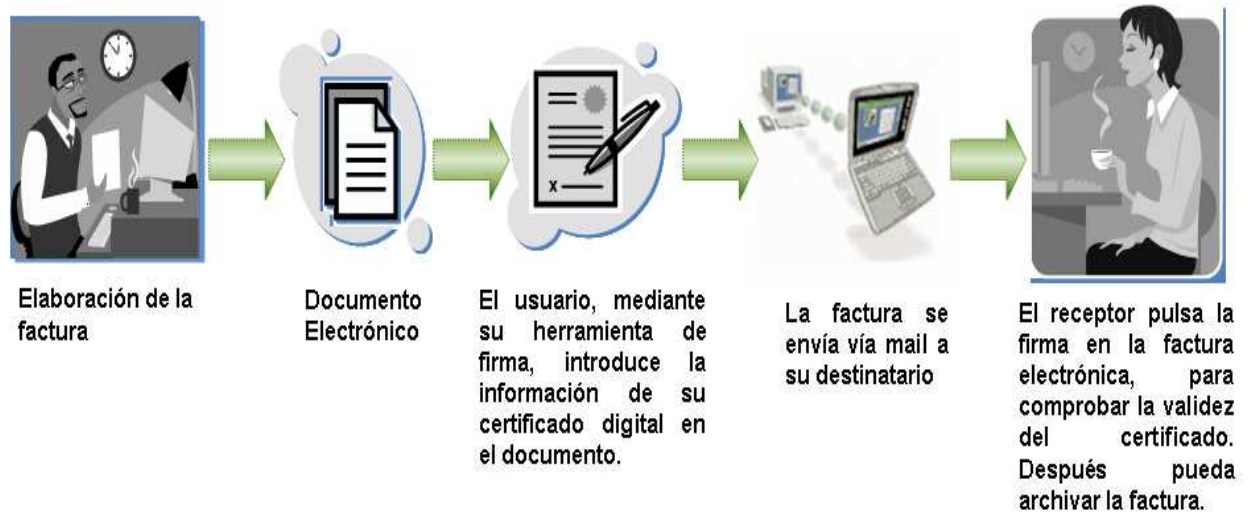 Elaboración de la
factura
Documento
Electrónico
El usuario, mediante
su herramienta de
firma, introduce la
información de su
certificado digital en
el documento.
La factura se
envía vía mail a
su destinatario
El receptor pulsa la
firma en la factura
electrónica, para
comprobar la validez
del certificado.
Después pueda
archivar la factura.